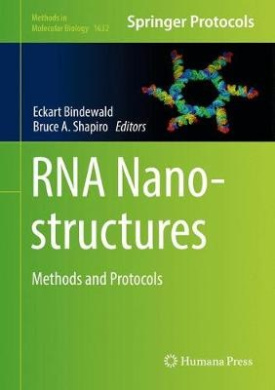 Methods in
Molecular Biology 1632
Springer Protocols
Eckart Bindewald
Bruce A. Shapiro Editors
RNA Nano-
structures
Methods and Protocols
Humana Press